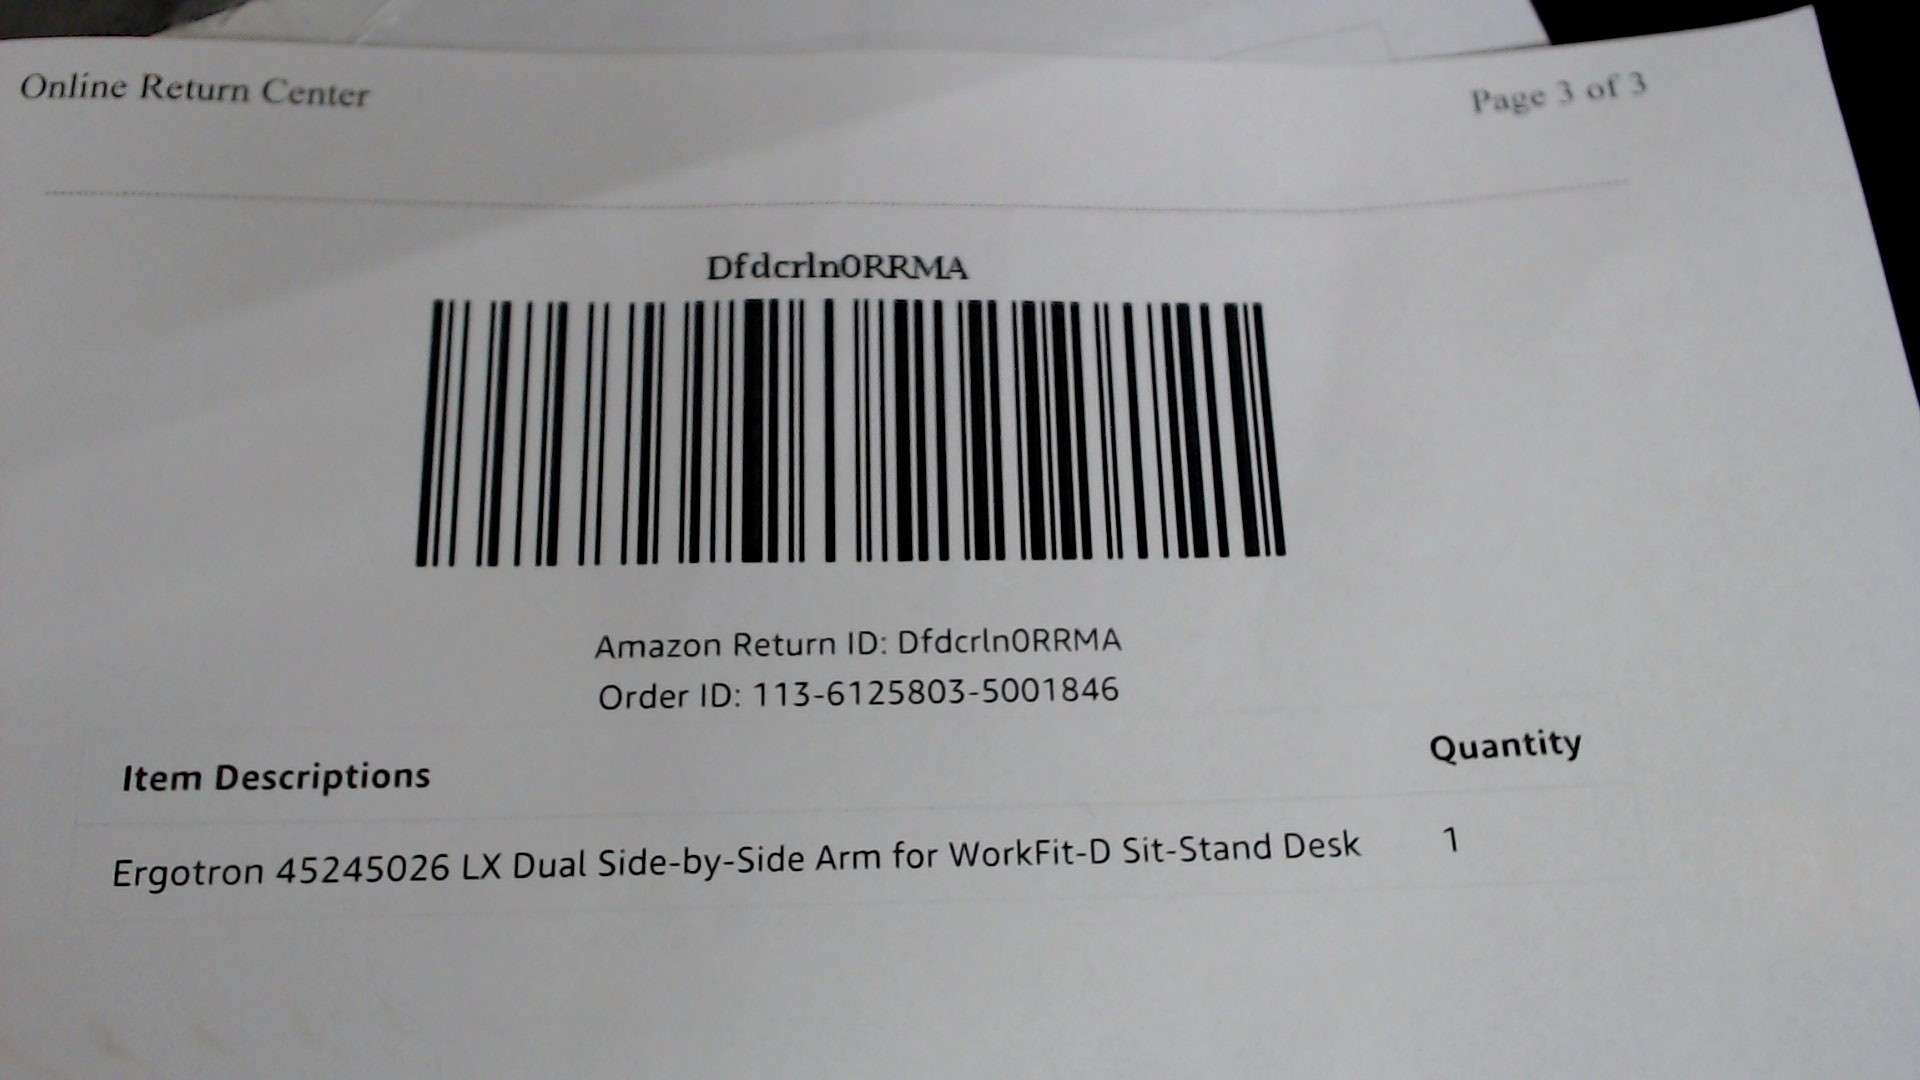 Online Return Center
Page 3 of 3
Dfdcrln0RRMA
Amazon Return ID: Dfdcrln0RRMA
Order ID: 113-6125803-5001846
Item Descriptions
Quantity
Ergotron 45245026 LX Dual Side-by-Side Arm for WorkFit-D Sit-Stand Desk 1